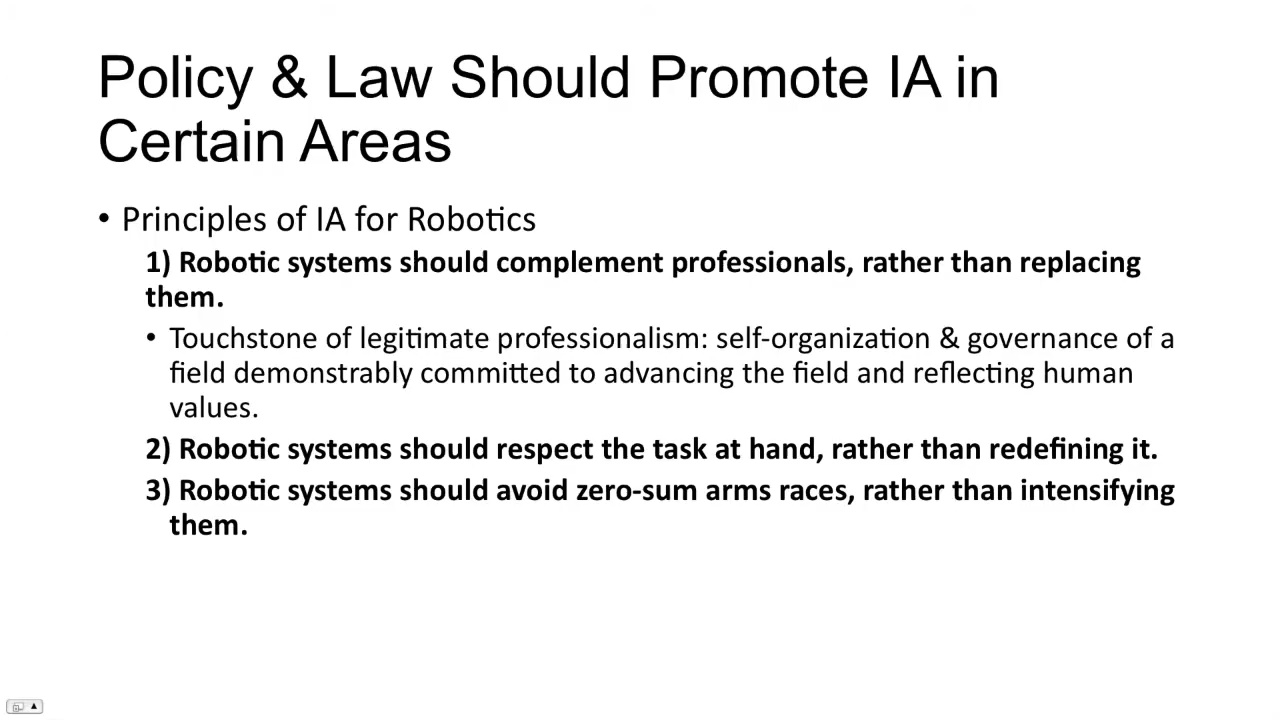 Policy & Law Should Promote IA in
Certain Areas
• Principles of IA for Robotics
1) Robotic systems should complement professionals, rather than replacing
them.
• Touchstone of legitimate professionalism: self-organization & governance of a
field demonstrably committed to advancing the field and reflecting human
values.
2) Robotic systems should respect the task at hand, rather than redefining it.
3) Robotic systems should avoid zero-sum arms races, rather than intensifying
them.